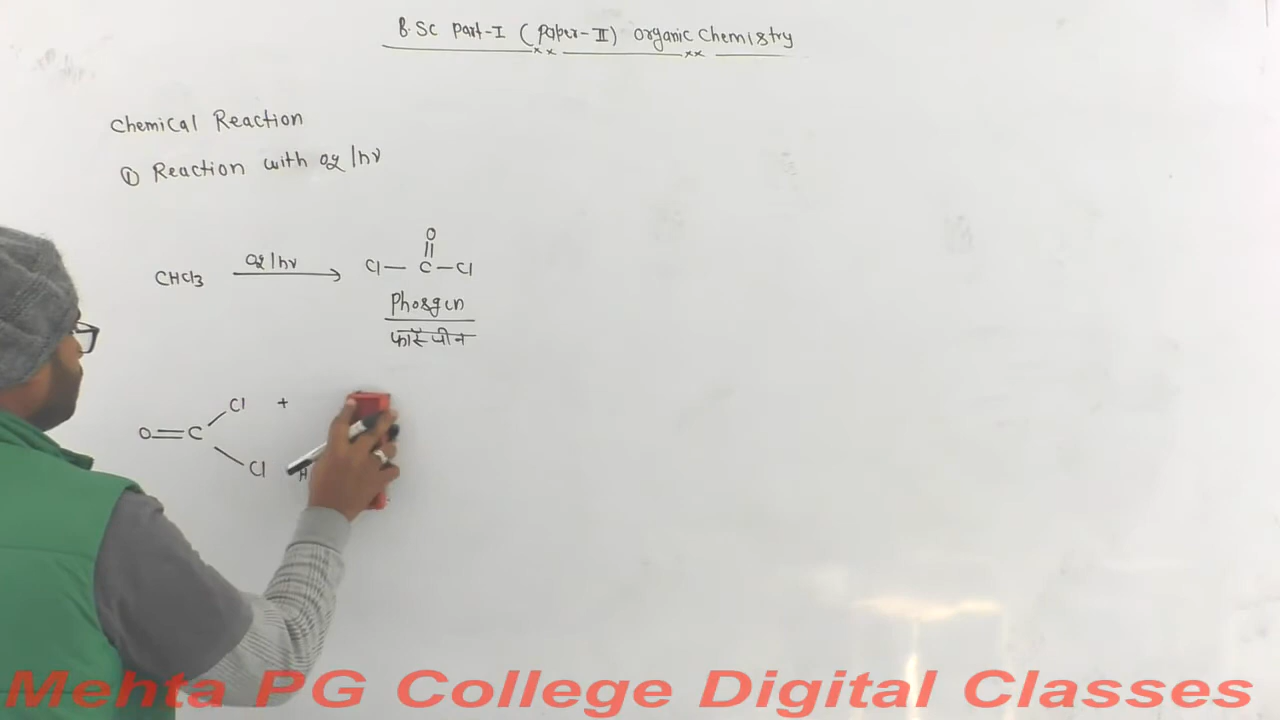 B.Sc Part-I (Paper-II) Organic Chemistry
Chemical Reaction
① Reaction with O2/hν
CHCl3 O2/hν Cl—C—Cl
O
Phosgen
फॉस्जीन
O=C Cl + Cl
H
Mehta PG College Digital Classes